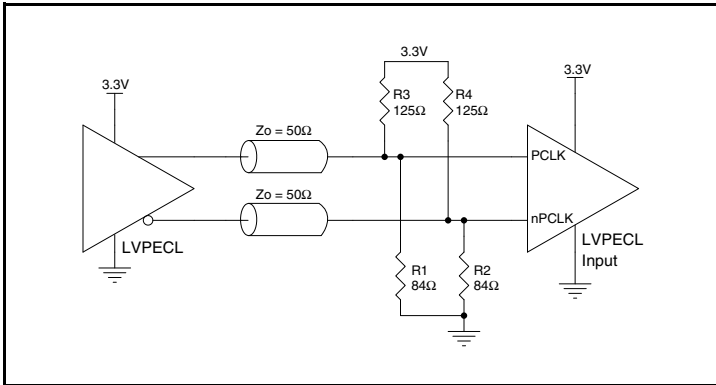 3.3V
3.3V
3.3V
R3
125Ω
R4
125Ω
Zo = 50Ω
PCLK
Zo = 50Ω
nPCLK
LVPECL
LVPECL
Input
R1
84Ω
R2
84Ω